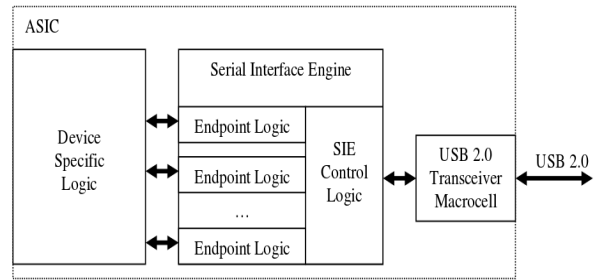 ASIC
Serial Interface Engine
Device
Specific
Logic
Endpoint Logic
Endpoint Logic
...
Endpoint Logic
SIE
Control
Logic
USB 2.0
Transceiver
Macrocell
USB 2.0